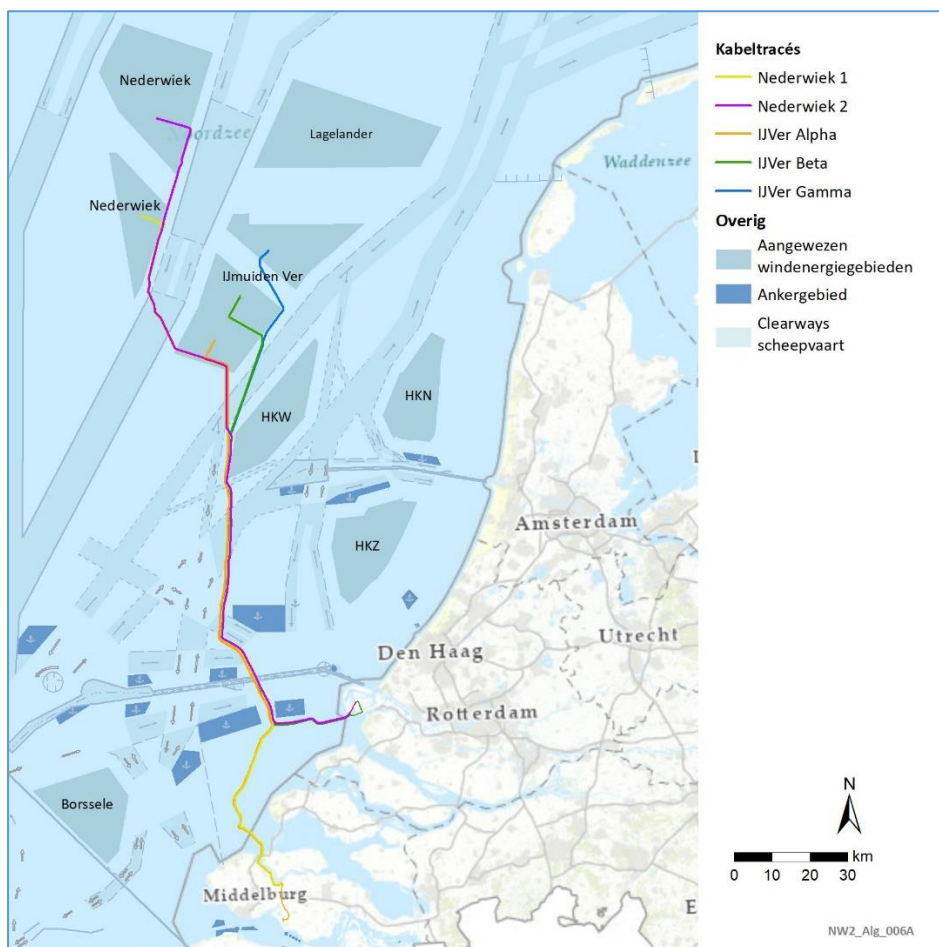 Nederwiek
Noordzee
Lagelander
Waddenzee
Nederwiek
IJmuiden Ver
HKW
HKN
Amsterdam
HKZ
Utrecht
Den Haag
Rotterdam
Borssele
Middelburg
E
Kabeltracés
Nederwiek 1
Nederwiek 2
IJVer Alpha
IJVer Beta
IJVer Gamma
Overig
Aangewezen
windenergiegebieden
Ankergebied
Clearways
scheepvaart
N
km
0 10 20 30
NW2_Alg_006A